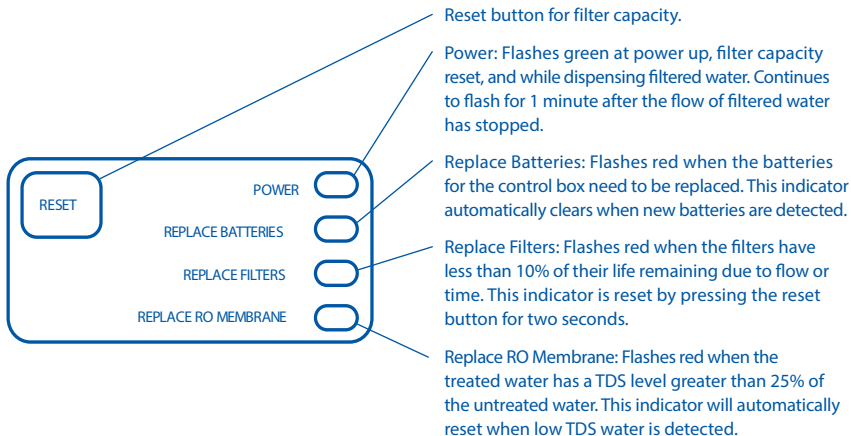 Reset button for filter capacity.
Power: Flashes green at power up, filter capacity
reset, and while dispensing filtered water. Continues
to flash for 1 minute after the flow of filtered water
has stopped.
Replace Batteries: Flashes red when the batteries
for the control box need to be replaced. This indicator
automatically clears when new batteries are detected.
Replace Filters: Flashes red when the filters have
less than 10% of their life remaining due to flow or
time. This indicator is reset by pressing the reset
button for two seconds.
Replace RO Membrane: Flashes red when the
treated water has a TDS level greater than 25% of
the untreated water. This indicator will automatically
reset when low TDS water is detected.
RESET
POWER
REPLACE BATTERIES
REPLACE FILTERS
REPLACE RO MEMBRANE